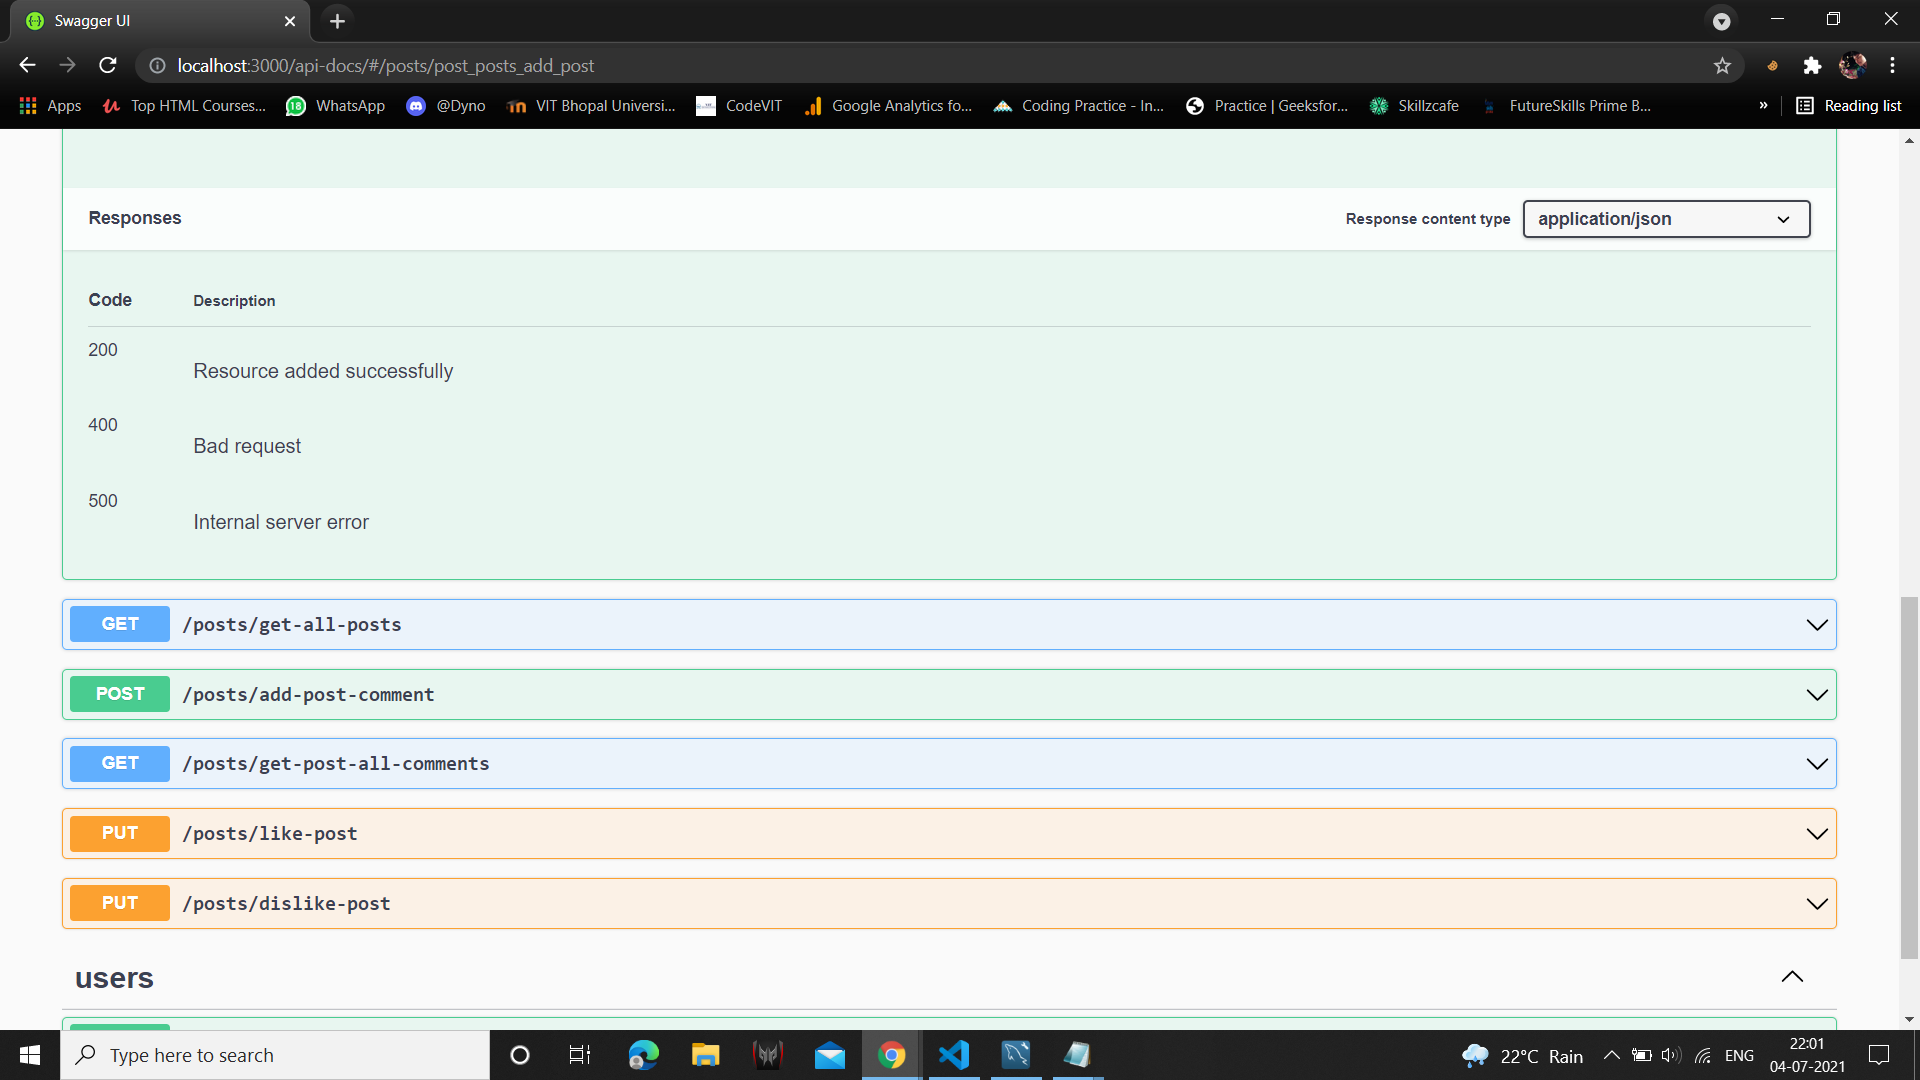 Swagger UI
localhost:3000/api-docs/#/posts/post_posts_add_post
Apps Top HTML Courses... 18 WhatsApp @Dyno VIT Bhopal Universi... CodeVIT Google Analytics fo... Coding Practice - In... Practice | Geeksfor... Skillzcafe FutureSkills Prime B... » Reading list
Responses Response content type application/json
Code Description
200
Resource added successfully
400
Bad request
500
Internal server error
GET /posts/get-all-posts
POST /posts/add-post-comment
GET /posts/get-post-all-comments
PUT /posts/like-post
PUT /posts/dislike-post
users
Type here to search 22°C Rain ENG 22:01
04-07-2021